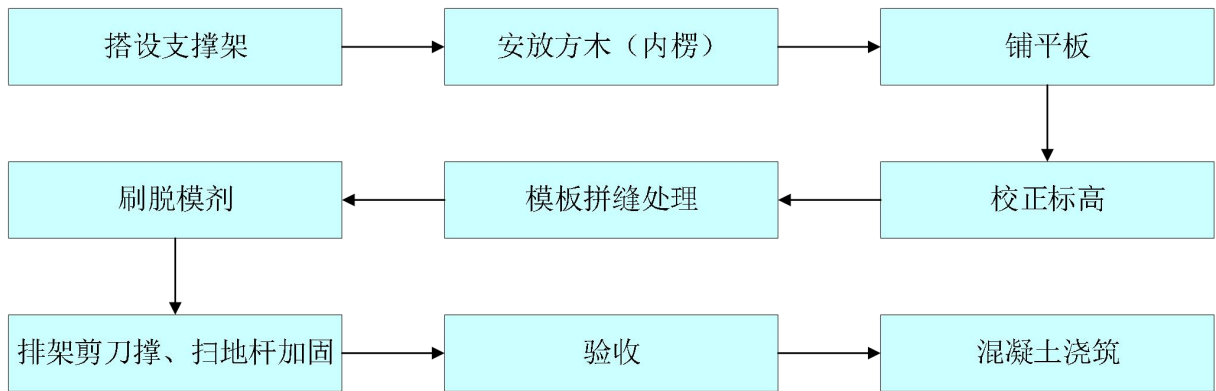 搭设支撑架
安放方木（内楞）
铺平板
校正标高
模板拼缝处理
刷脱模剂
排架剪刀撑、扫地杆加固
验收
混凝土浇筑